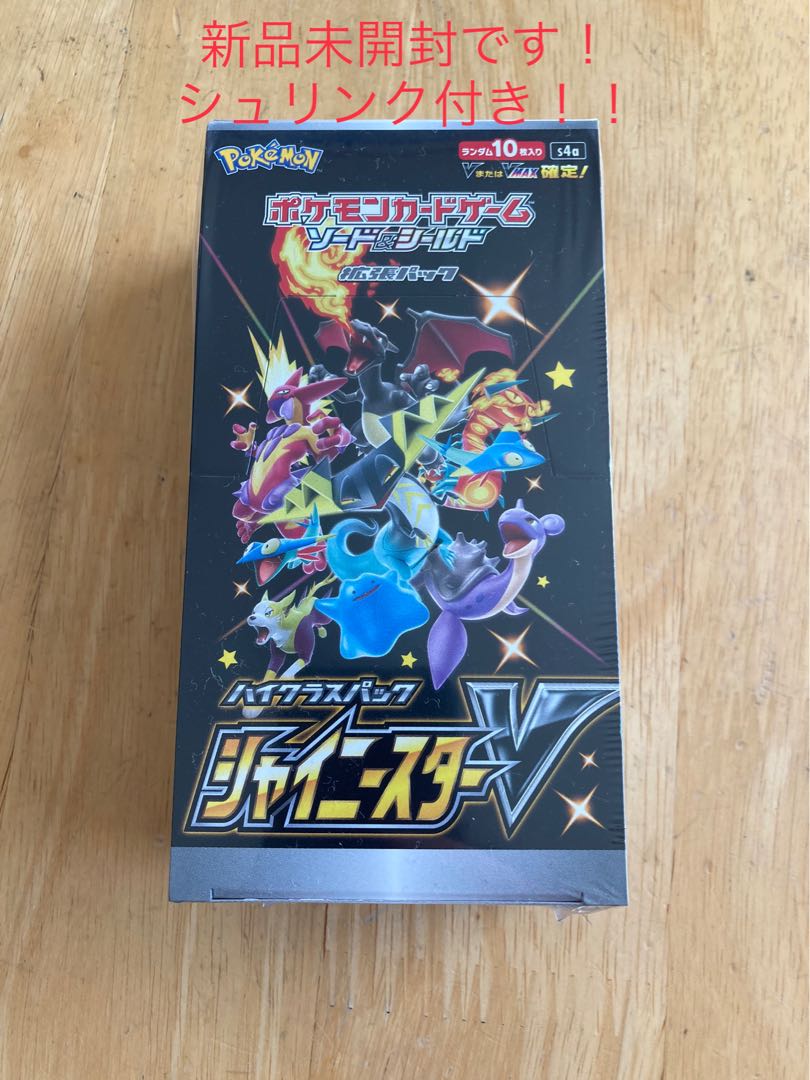 新品未開封です！
シュリンク付き！！
Pokémon
ランダム10枚入り s4a
VまたはVMAX確定!
ポケモンカードゲーム
ソード&シールド
拡張パック
ハイクラスパック
シャイニースターV